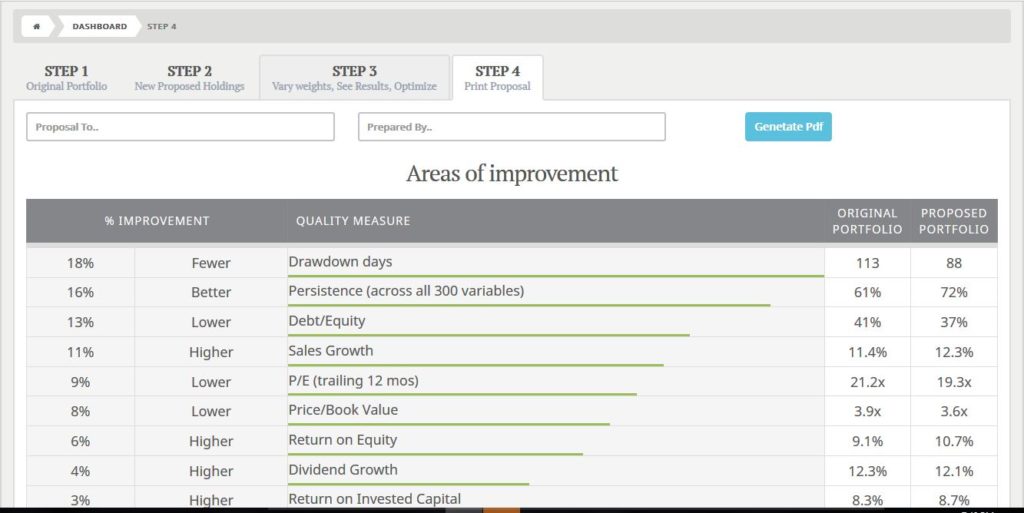 DASHBOARD STEP 4
STEP 1 STEP 2 STEP 3 STEP 4
Original Portfolio New Proposed Holdings Vary weights, See Results, Optimize Print Proposal
Proposal To.. Prepared By.. Genetate Pdf
Areas of improvement
% IMPROVEMENT QUALITY MEASURE ORIGINAL PORTFOLIO PROPOSED PORTFOLIO
18% Fewer Drawdown days 113 88
16% Better Persistence (across all 300 variables) 61% 72%
13% Lower Debt/Equity 41% 37%
11% Higher Sales Growth 11.4% 12.3%
9% Lower P/E (trailing 12 mos) 21.2x 19.3x
8% Lower Price/Book Value 3.9x 3.6x
6% Higher Return on Equity 9.1% 10.7%
4% Higher Dividend Growth 12.3% 12.1%
3% Higher Return on Invested Capital 8.3% 8.7%